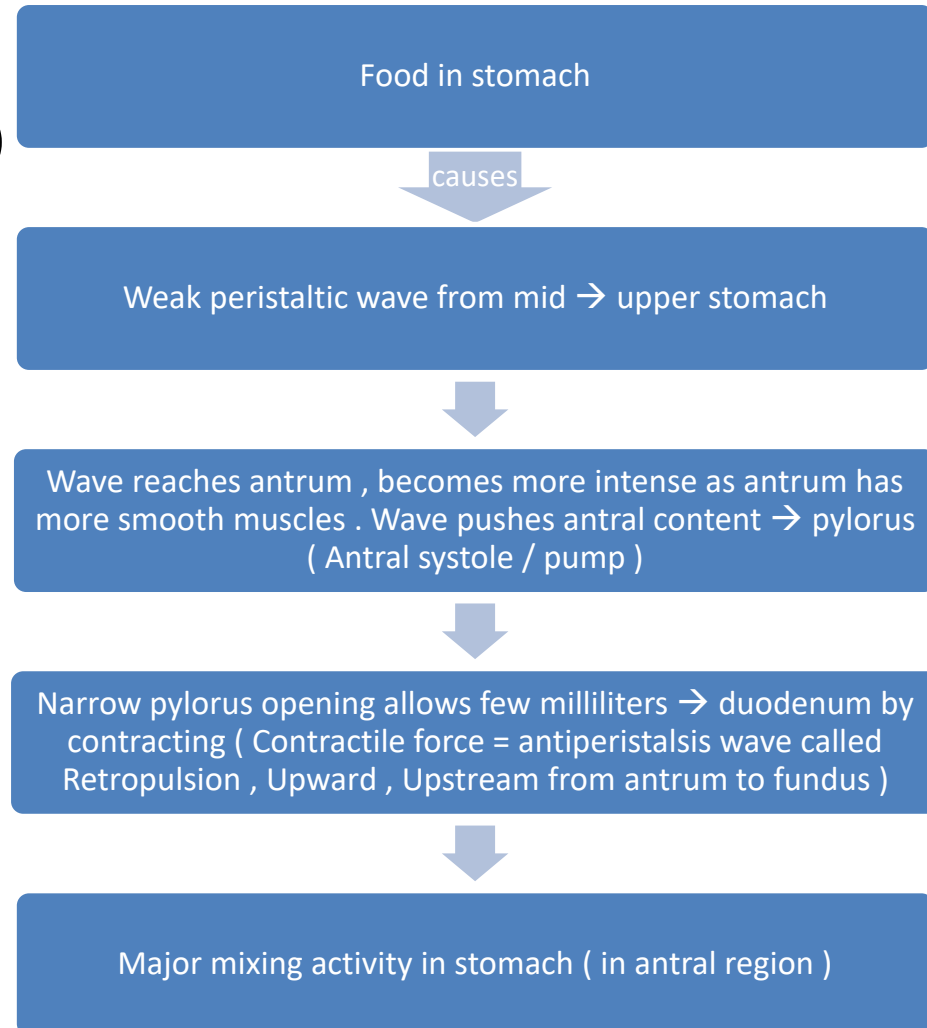 Food in stomach
)
causes
Weak peristaltic wave from mid → upper stomach
Wave reaches antrum , becomes more intense as antrum has
more smooth muscles . Wave pushes antral content → pylorus
( Antral systole / pump )
Narrow pylorus opening allows few milliliters → duodenum by
contracting ( Contractile force = antiperistalsis wave called
Retropulsion , Upward , Upstream from antrum to fundus )
Major mixing activity in stomach ( in antral region )